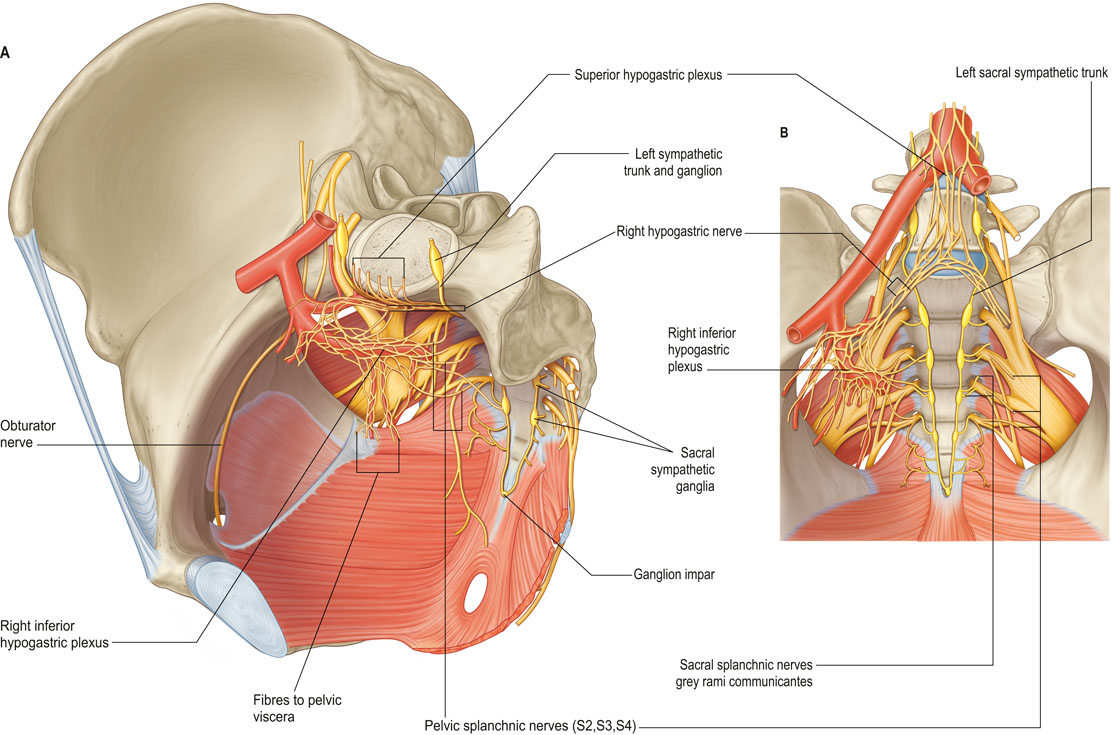 A
Superior hypogastric plexus
Left sacral sympathetic trunk
B
Left sympathetic
trunk and ganglion
Right hypogastric nerve
Right inferior
hypogastric
plexus
Obturator
nerve
Sacral
sympathetic
ganglia
Ganglion impar
Right inferior
hypogastric plexus
Sacral splanchnic nerves
grey rami communicantes
Fibres to pelvic
viscera
Pelvic splanchnic nerves (S2,S3,S4)